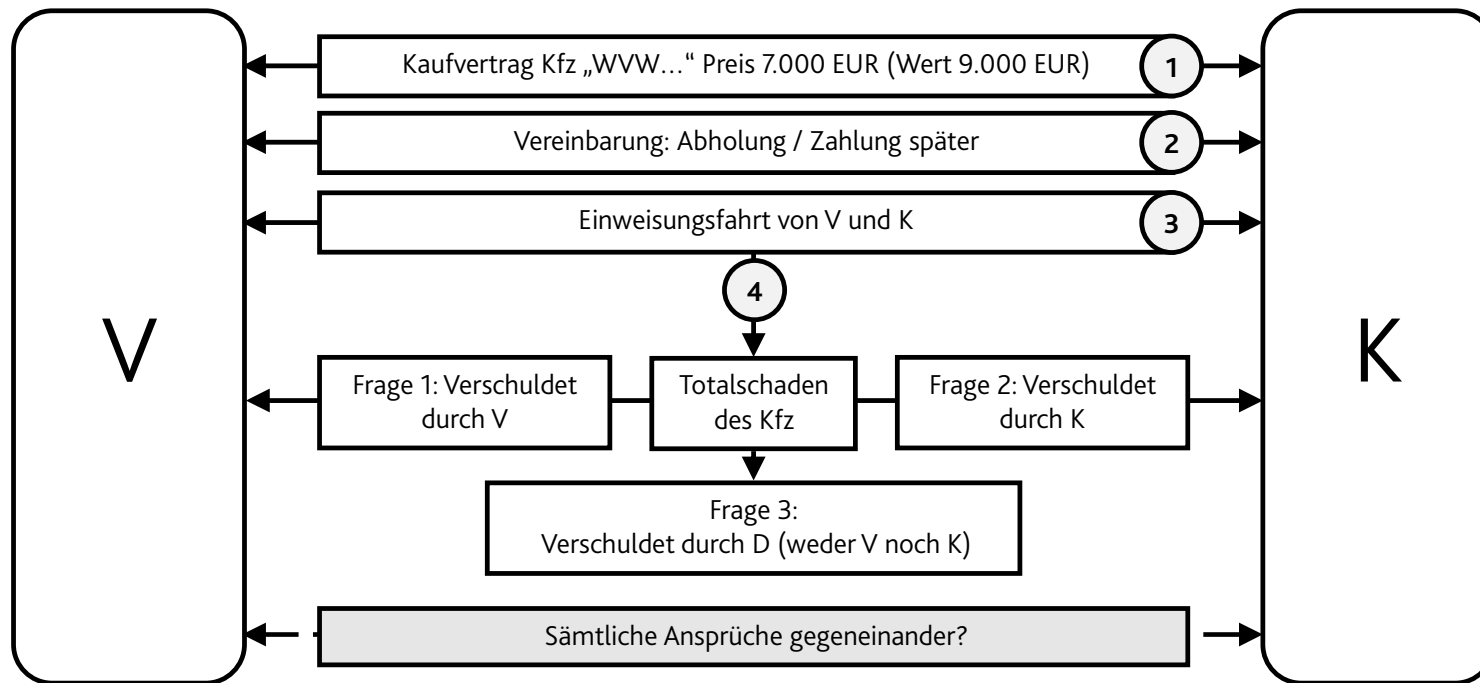 Kaufvertrag Kfz „WVW…“ Preis 7.000 EUR (Wert 9.000 EUR)
1
Vereinbarung: Abholung / Zahlung später
2
Einweisungsfahrt von V und K
3
4
V
K
Frage 1: Verschuldet
durch V
Totalschaden
des Kfz
Frage 2: Verschuldet
durch K
Frage 3:
Verschuldet durch D (weder V noch K)
Sämtliche Ansprüche gegeneinander?